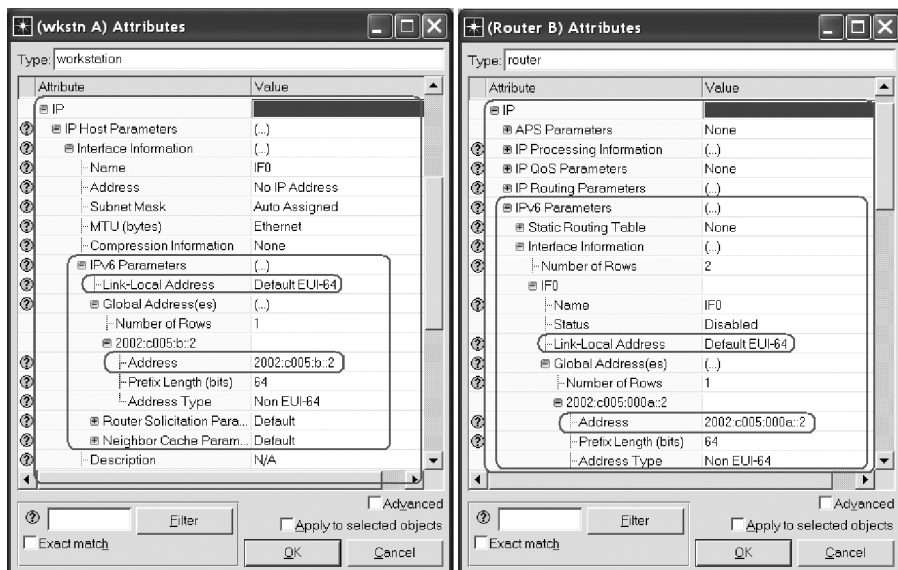 (wkstn A) Attributes
Type: workstation
Attribute Value
IP
IP Host Parameters (...)
Interface Information (...)
Name IF0
Address No IP Address
Subnet Mask Auto Assigned
MTU (bytes) Ethernet
Compression Information None
IPv6 Parameters (...)
Link-Local Address Default EUI-64
Global Address(es) (...)
Number of Rows 1
2002:c005:b::2
Address 2002:c005:b::2
Prefix Length (bits) 64
Address Type Non EUI-64
Router Solicitation Para... Default
Neighbor Cache Param... Default
Description N/A
Advanced
Filter
Apply to selected objects
Exact match
OK Cancel
(Router B) Attributes
Type: router
Attribute Value
IP
APS Parameters None
IP Processing Information (...)
IP QoS Parameters None
IP Routing Parameters (...)
IPv6 Parameters (...)
Static Routing Table None
Interface Information (...)
Number of Rows 2
IF0
Name IF0
Status Disabled
Link-Local Address Default EUI-64
Global Address(es) (...)
Number of Rows 1
2002:c005:000a::2
Address 2002:c005:000a::2
Prefix Length (bits) 64
Address Type Non EUI-64
Advanced
Filter
Apply to selected objects
Exact match
OK Cancel